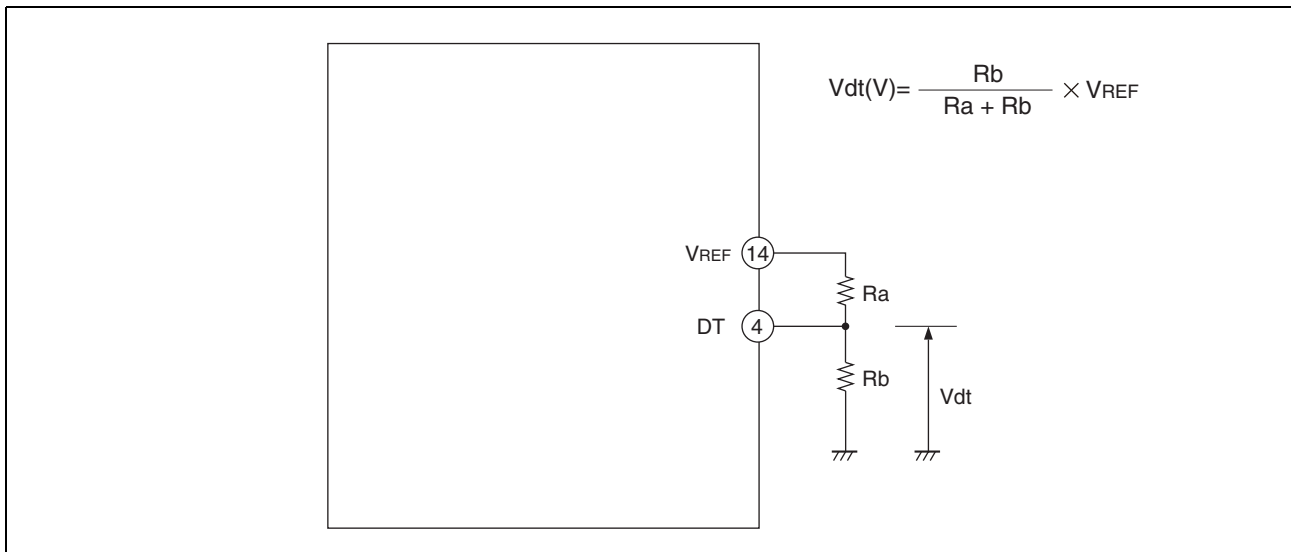 Vdt(V)= Rb / Ra + Rb × VREF
VREF 14
Ra
DT 4
Rb
Vdt